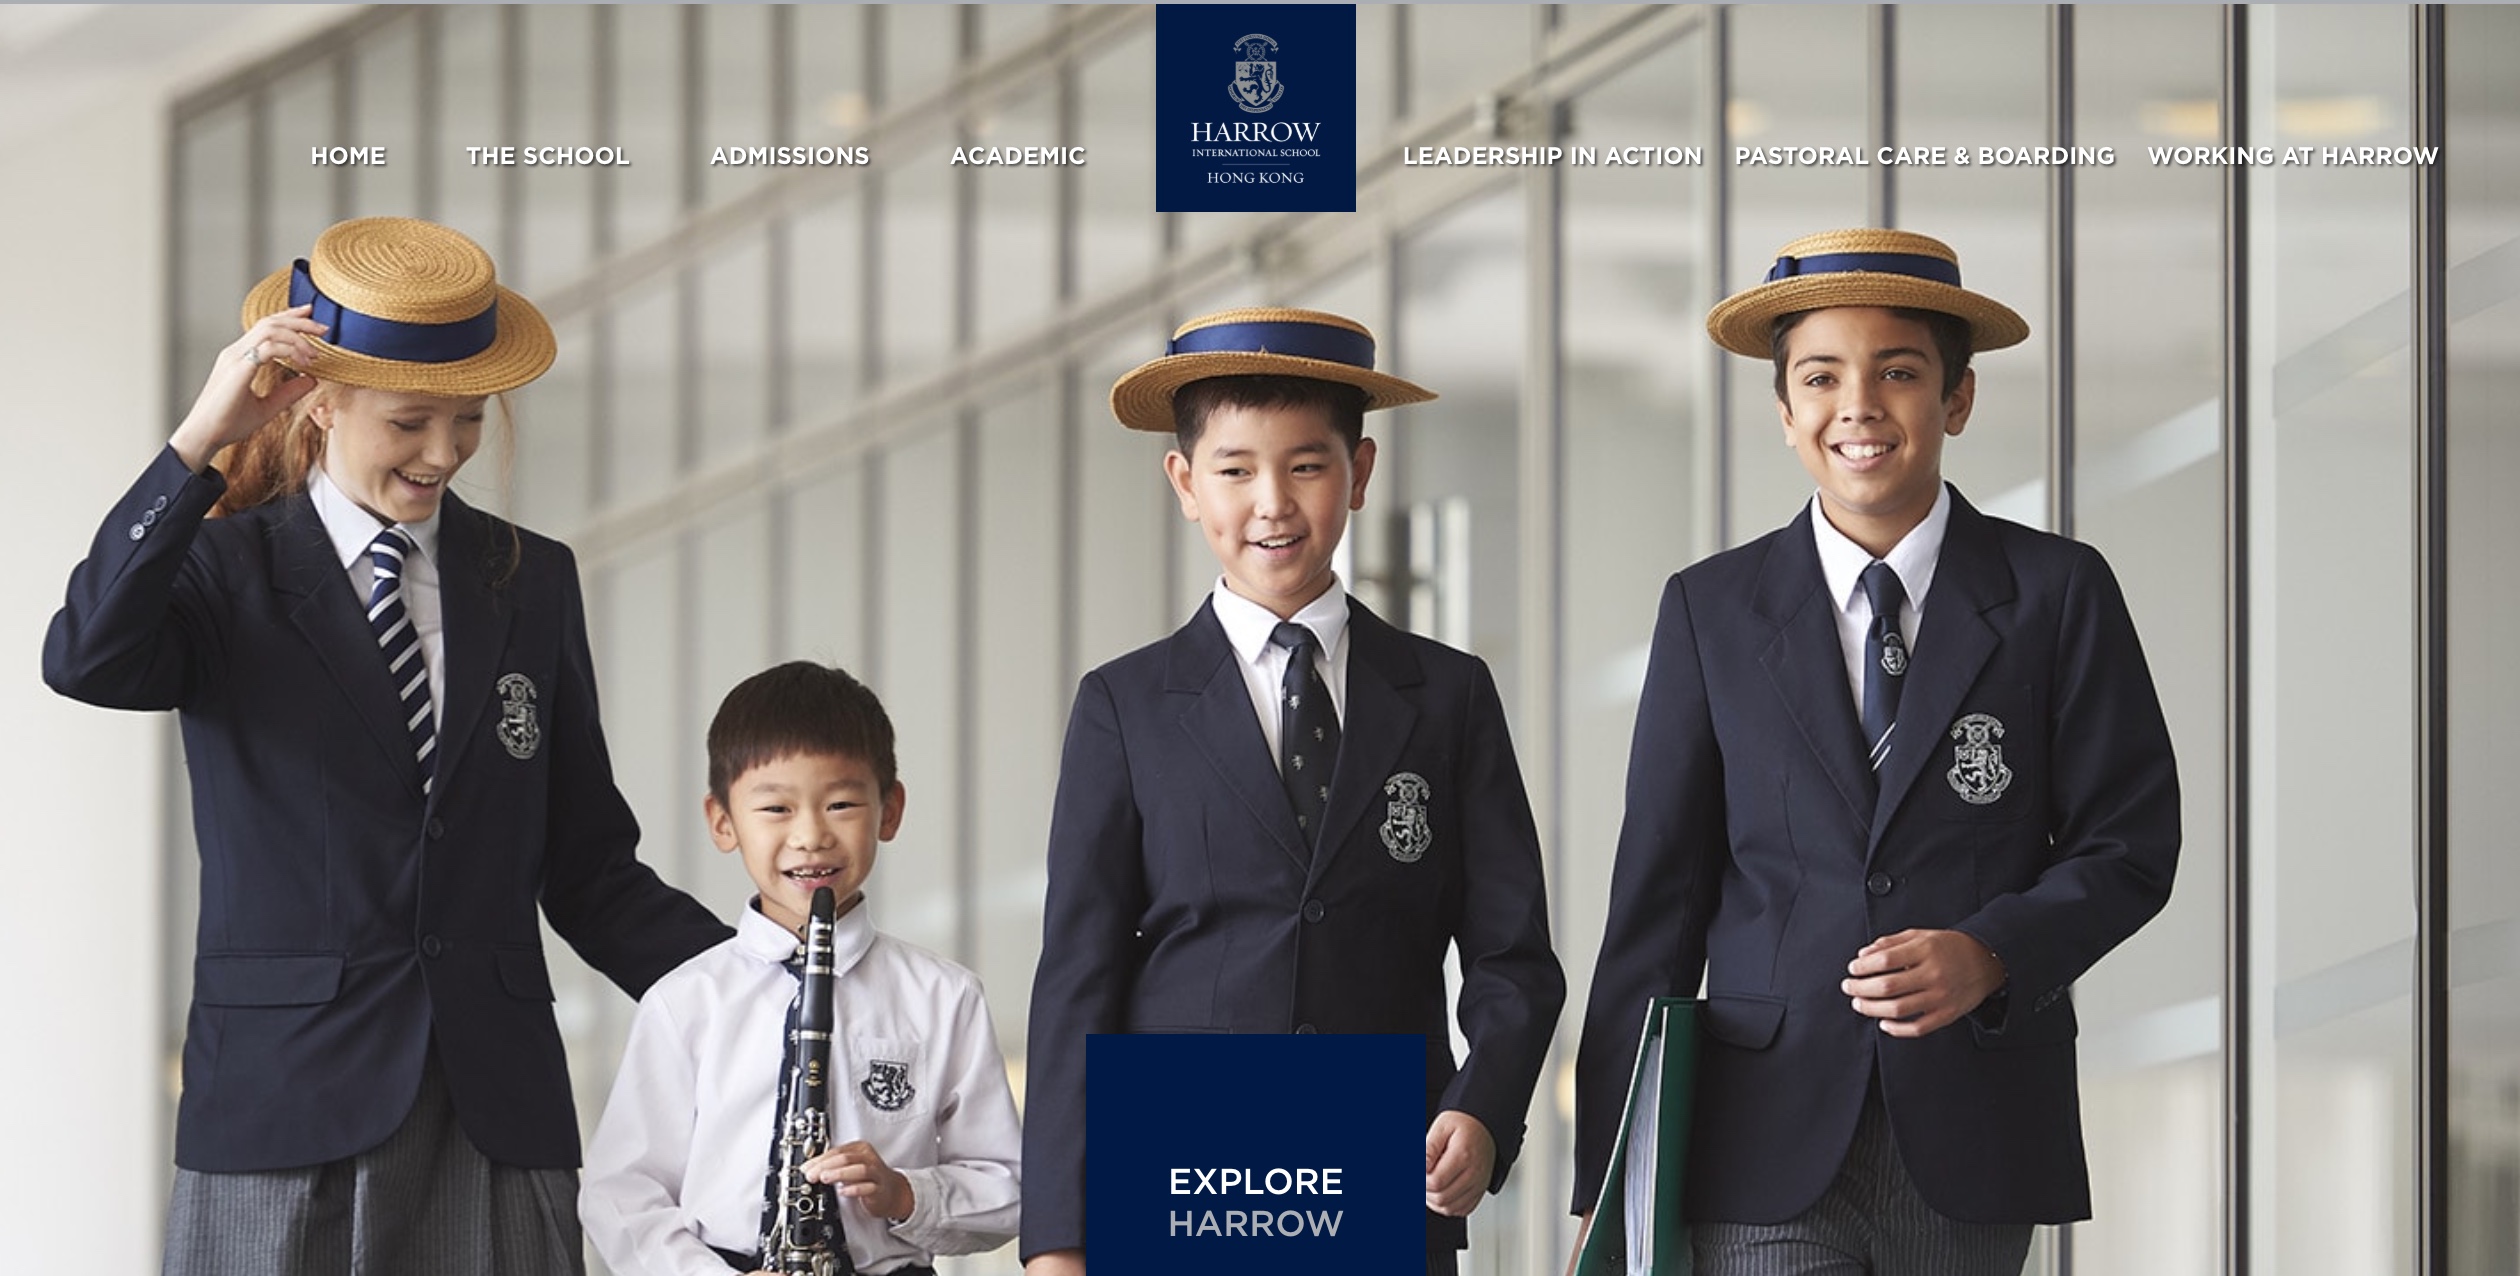 HOME
THE SCHOOL
ADMISSIONS
ACADEMIC
HARROW
INTERNATIONAL SCHOOL
HONG KONG
LEADERSHIP IN ACTION
PASTORAL CARE & BOARDING
WORKING AT HARROW
EXPLORE
HARROW